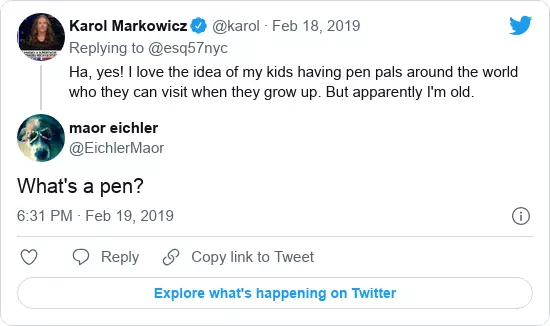 Karol Markowicz @karol · Feb 18, 2019
Replying to @esq57nyc
Ha, yes! I love the idea of my kids having pen pals around the world
who they can visit when they grow up. But apparently I'm old.
maor eichler
@EichlerMaor
What's a pen?
6:31 PM · Feb 19, 2019
Reply Copy link to Tweet
Explore what's happening on Twitter